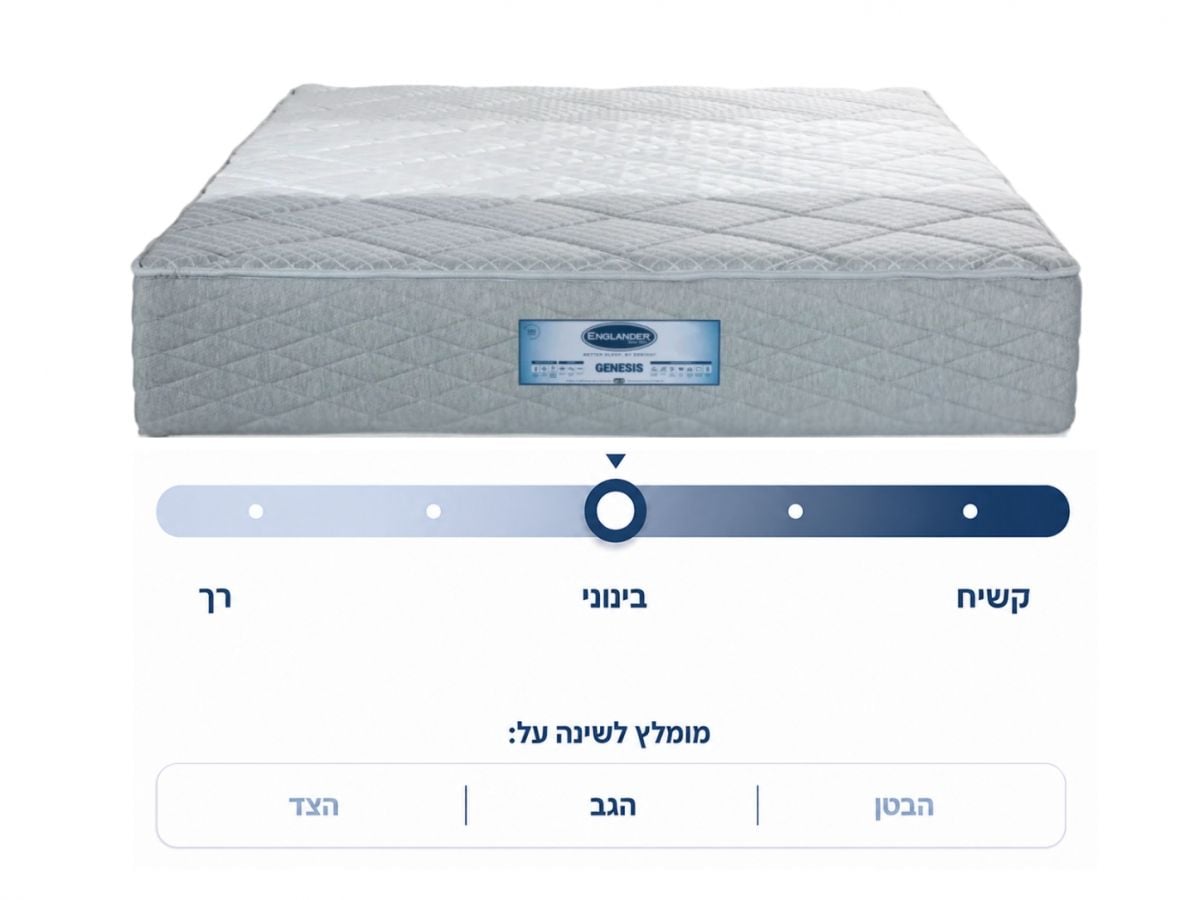 ENGLANDER
BETTER SLEEP. BY DESIGN
GENESIS
רך
בינוני
קשיח
מומלץ לשינה על:
הבטן
הגב
הצד